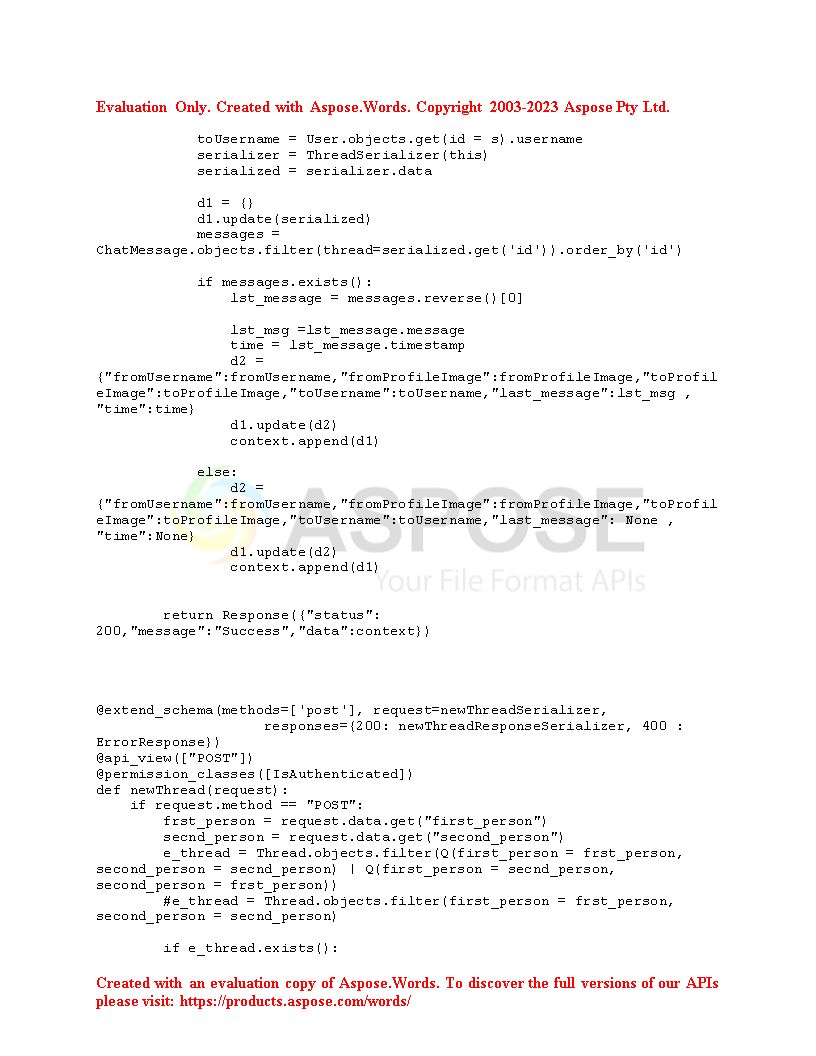 Evaluation Only. Created with Aspose.Words. Copyright 2003-2023 Aspose Pty Ltd.
            toUsername = User.objects.get(id = s).username
            serializer = ThreadSerializer(this)
            serialized = serializer.data
            d1 = {}
            d1.update(serialized)
            messages =
ChatMessage.objects.filter(thread=serialized.get('id')).order_by('id')
            if messages.exists():
                lst_message = messages.reverse()[0]
                lst_msg =lst_message.message
                time = lst_message.timestamp
                d2 =
{"fromUsername":fromUsername,"fromProfileImage":fromProfileImage,"toProfil
eImage":toProfileImage,"toUsername":toUsername,"last_message":lst_msg ,
"time":time}
                d1.update(d2)
                context.append(d1)
            else:
                d2 =
{"fromUsername":fromUsername,"fromProfileImage":fromProfileImage,"toProfil
eImage":toProfileImage,"toUsername":toUsername,"last_message": None ,
"time":None}
                d1.update(d2)
                context.append(d1)
ASPOSE
Your File Format APIs
        return Response({"status":
200,"message":"Success","data":context})
@extend_schema(methods=['post'], request=newThreadSerializer,
                    responses={200: newThreadResponseSerializer, 400 :
ErrorResponse})
@api_view(["POST"])
@permission_classes([IsAuthenticated])
def newThread(request):
    if request.method == "POST":
        frst_person = request.data.get("first_person")
        secnd_person = request.data.get("second_person")
        e_thread = Thread.objects.filter(Q(first_person = frst_person,
second_person = secnd_person) | Q(first_person = secnd_person,
second_person = frst_person))
        #e_thread = Thread.objects.filter(first_person = frst_person,
second_person = secnd_person)
        if e_thread.exists():
Created with an evaluation copy of Aspose.Words. To discover the full versions of our APIs
please visit: https://products.aspose.com/words/